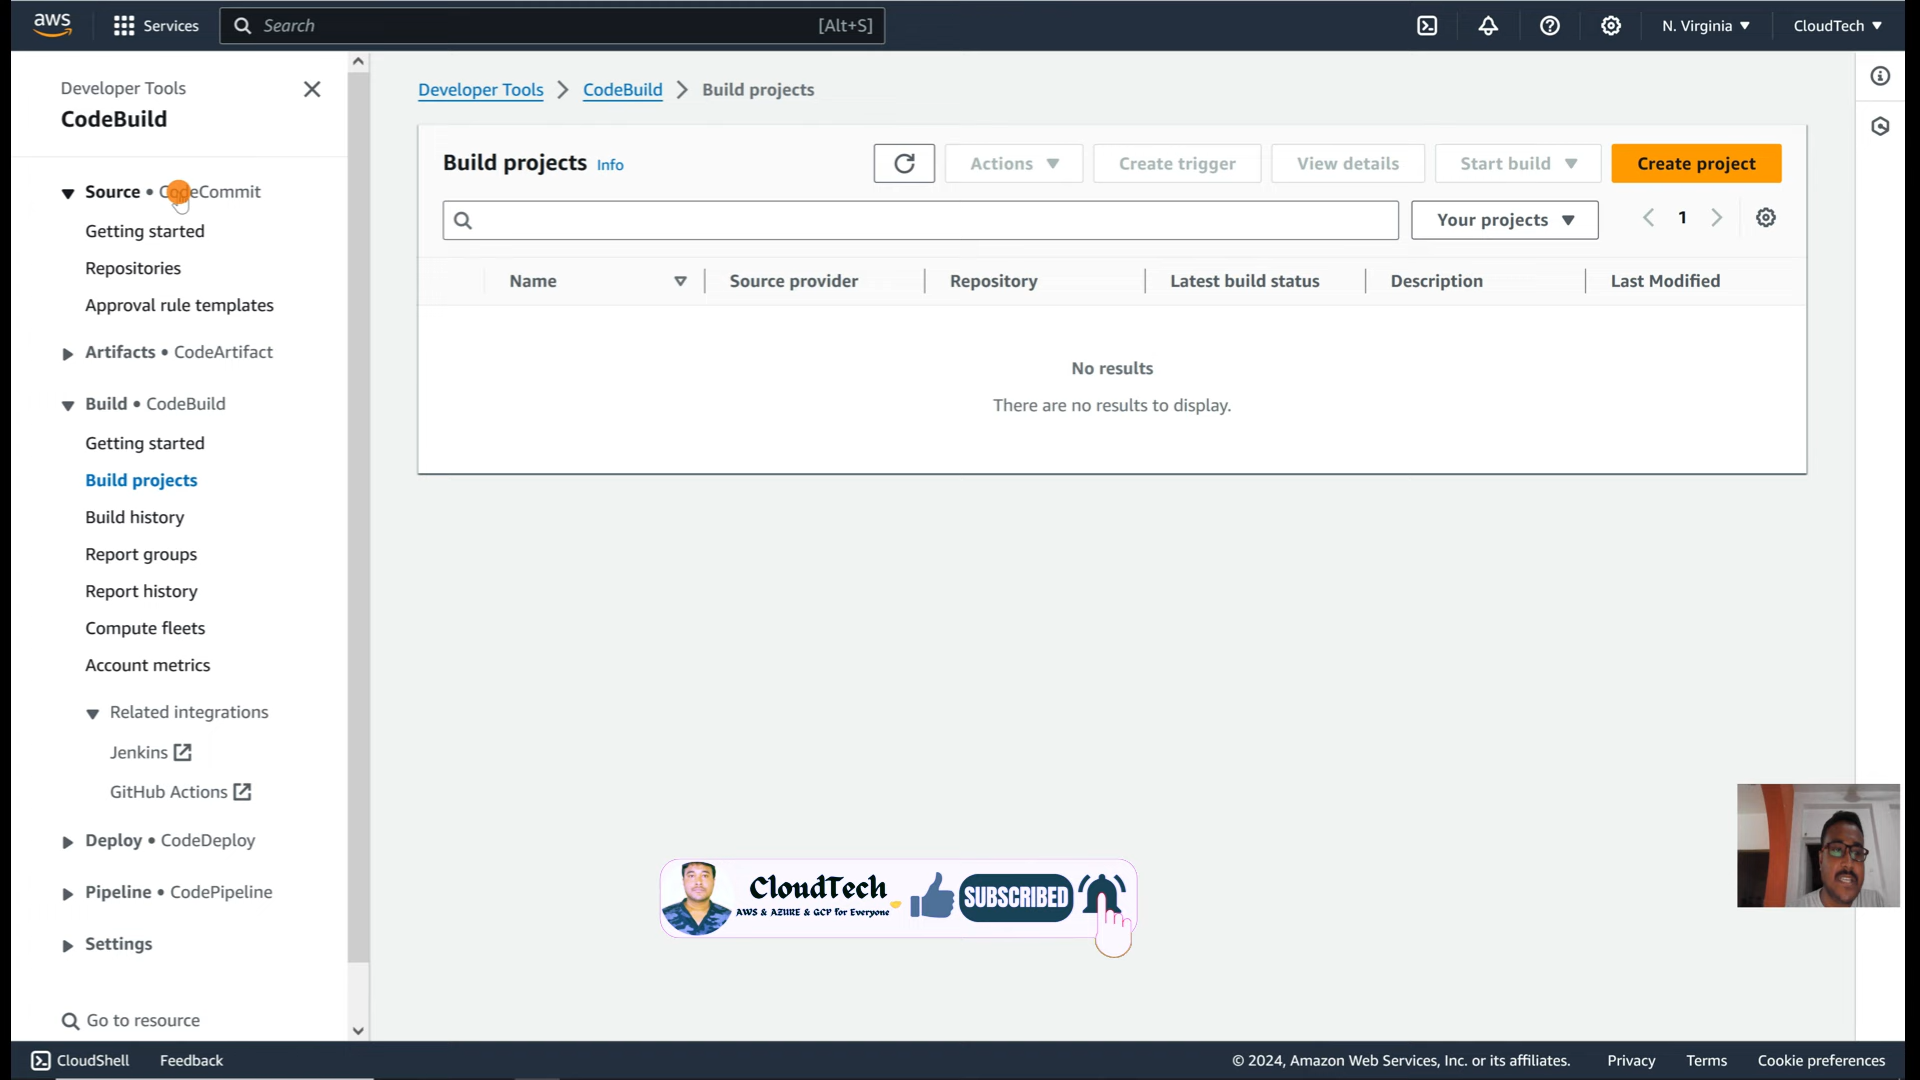 aws
Services
Search
[Alt+S]
N. Virginia
CloudTech
Developer Tools
CodeBuild
Source • CodeCommit
Getting started
Repositories
Approval rule templates
Artifacts • CodeArtifact
Build • CodeBuild
Getting started
Build projects
Build history
Report groups
Report history
Compute fleets
Account metrics
Related integrations
Jenkins
GitHub Actions
Deploy • CodeDeploy
Pipeline • CodePipeline
Settings
Go to resource
Developer Tools
CodeBuild
Build projects
Build projects Info
Actions
Create trigger
View details
Start build
Create project
Your projects
1
Name
Source provider
Repository
Latest build status
Description
Last Modified
No results
There are no results to display.
CloudTech
AWS & AZURE & GCP for Everyone
SUBSCRIBED
CloudShell
Feedback
© 2024, Amazon Web Services, Inc. or its affiliates.
Privacy
Terms
Cookie preferences